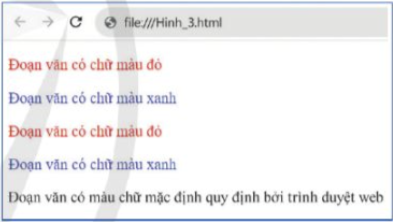 file:///Hinh_3.html
Đoạn văn có chữ màu đỏ
Đoạn văn có chữ màu xanh
Đoạn văn có chữ màu đỏ
Đoạn văn có chữ màu xanh
Đoạn văn có màu chữ mặc định quy định bởi trình duyệt web